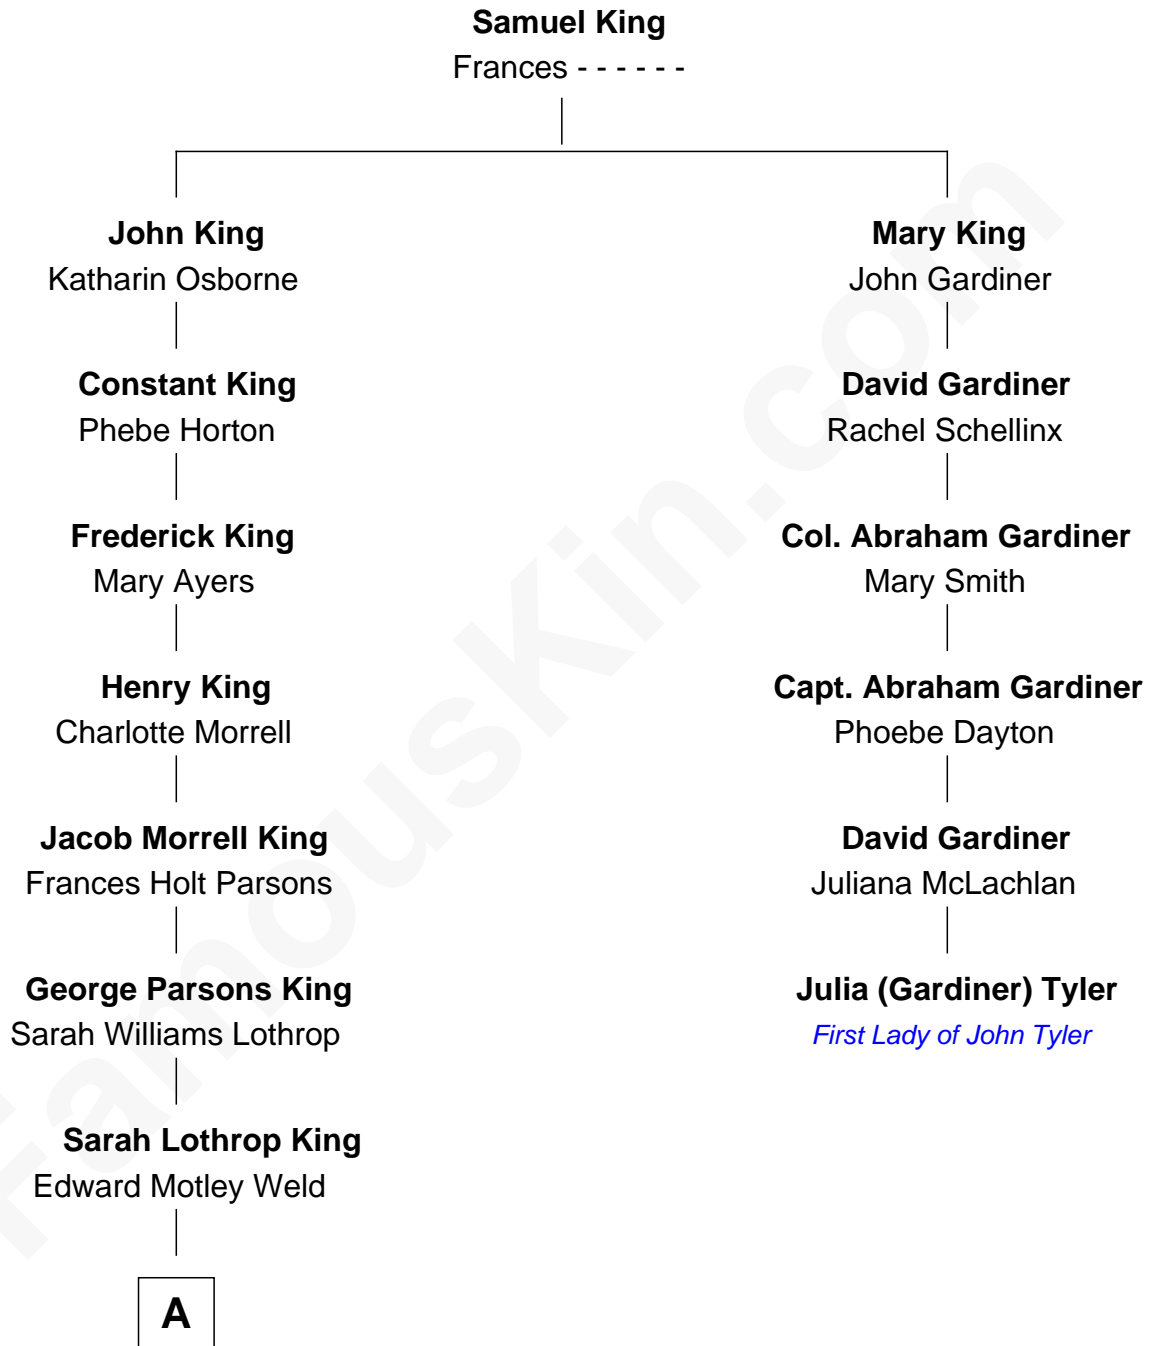 Samuel King
Frances - - - - - -
John King
Katharin Osborne
Mary King
John Gardiner
Constant King
Phebe Horton
David Gardiner
Rachel Schellinx
Frederick King
Mary Ayers
Col. Abraham Gardiner
Mary Smith
Henry King
Charlotte Morrell
Capt. Abraham Gardiner
Phoebe Dayton
Jacob Morrell King
Frances Holt Parsons
David Gardiner
Juliana McLachlan
George Parsons King
Sarah Williams Lothrop
Julia (Gardiner) Tyler
First Lady of John Tyler
Sarah Lothrop King
Edward Motley Weld
A
FamousKin.com